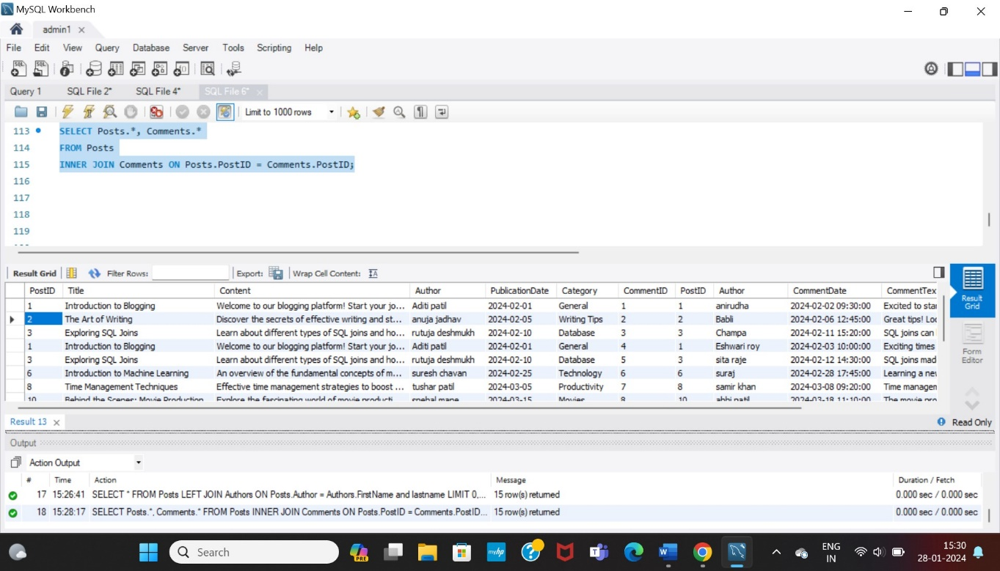 MySQL Workbench
admin1
File Edit View Query Database Server Tools Scripting Help
Query 1 SQL File 2* SQL File 4* SQL File 6*
Limit to 1000 rows
113 SELECT Posts.*, Comments.*
114 FROM Posts
115 INNER JOIN Comments ON Posts.PostID = Comments.PostID;
116
117
118
119
Result Grid Filter Rows: Export: Wrap Cell Content:
PostID Title Content Author PublicationDate Category CommentID PostID Author CommentDate CommentTex
1 Introduction to Blogging Welcome to our blogging platform! Start your jo... Aditi patil 2024-02-01 General 1 1 anirudha 2024-02-02 09:30:00 Excited to star
2 The Art of Writing Discover the secrets of effective writing and st... anuja jadhav 2024-02-05 Writing Tips 2 2 Babli 2024-02-06 12:45:00 Great tips! Loo
3 Exploring SQL Joins Learn about different types of SQL joins and ho... rutuja deshmukh 2024-02-10 Database 3 3 Champa 2024-02-11 15:20:00 SQL joins can
1 Introduction to Blogging Welcome to our blogging platform! Start your jo... Aditi patil 2024-02-01 General 4 1 Eshwari roy 2024-02-03 10:00:00 Exciting times
3 Exploring SQL Joins Learn about different types of SQL joins and ho... rutuja deshmukh 2024-02-10 Database 5 3 sita raje 2024-02-12 14:30:00 SQL joins mad
6 Introduction to Machine Learning An overview of the fundamental concepts of m... suresh chavan 2024-02-25 Technology 6 6 suraj 2024-02-28 17:45:00 Learning a new
8 Time Management Techniques Effective time management strategies to boost ... tushar patil 2024-03-05 Productivity 7 8 samir khan 2024-03-08 09:20:00 Time managen
10 Behind the Scenes: Movie Production Explore the fascinating world of movie producti... snehal mane 2024-03-15 Movies 8 10 abhi patil 2024-03-18 11:10:00 The movie pro
Result Grid
Form Editor
Result 13 Read Only
Output
Action Output
# Time Action Message Duration / Fetch
17 15:26:41 SELECT * FROM Posts LEFT JOIN Authors ON Posts.Author = Authors.FirstName and lastname LIMIT 0,... 15 row(s) returned 0.000 sec / 0.000 sec
18 15:28:17 SELECT Posts.*, Comments.* FROM Posts INNER JOIN Comments ON Posts.PostID = Comments.PostID... 15 row(s) returned 0.000 sec / 0.000 sec
Search
PRE
myhp
ENG
IN
15:30
28-01-2024